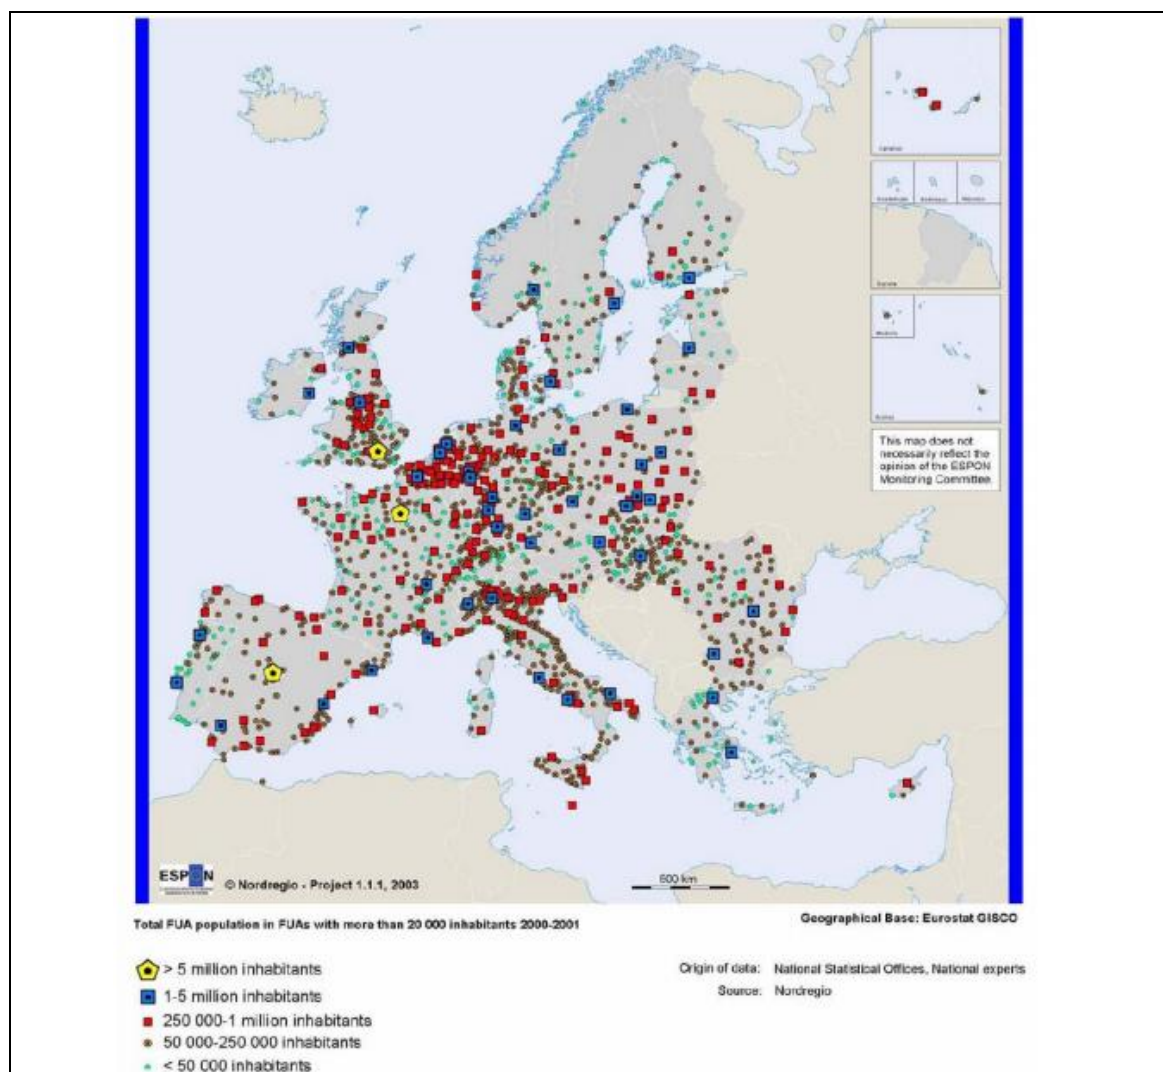 This map does not
necessarily reflect the
opinion of the ESPON
Monitoring Committee.
ESPON
© Nordregio - Project 1.1.1, 2003
500 km
Total FUA population in FUAs with more than 20 000 inhabitants 2000-2001
Geographical Base: Eurostat GISCO
> 5 million inhabitants
1-5 million inhabitants
250 000-1 million inhabitants
50 000-250 000 inhabitants
< 50 000 inhabitants
Origin of data: National Statistical Offices, National experts
Source: Nordregio